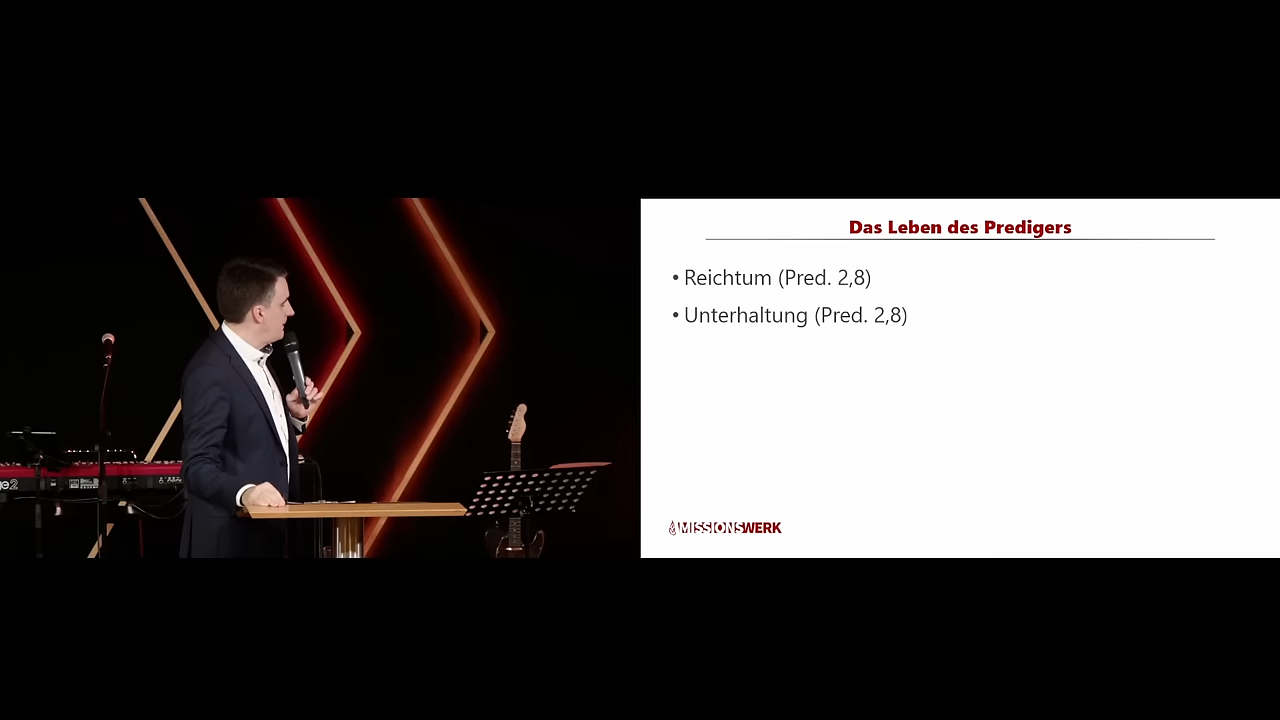 Das Leben des Predigers
• Reichtum (Pred. 2,8)
• Unterhaltung (Pred. 2,8)
MISSIONSWERK